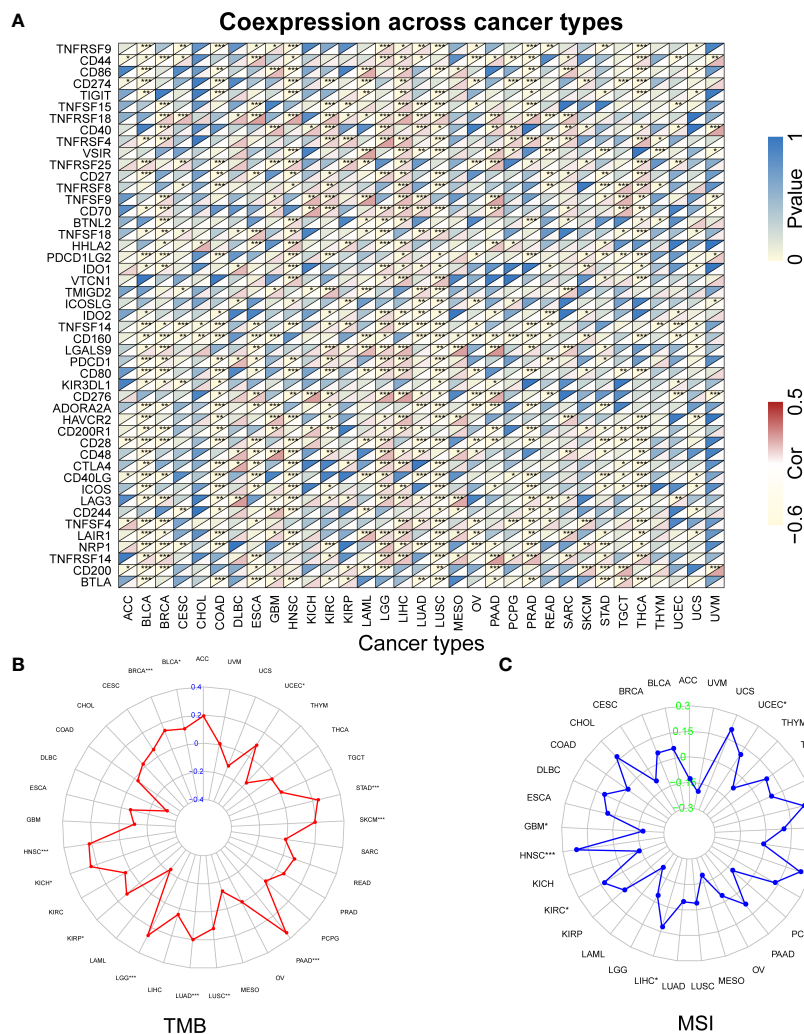 A
Coexpression across cancer types
TNFRSF9
CD44
CD86
CD274
TIGIT
TNFSF15
TNFRSF18
CD40
TNFRSF4
VSIR
TNFRSF25
CD27
TNFRSF8
TNFSF9
CD70
BTNL2
TNFSF18
HHLA2
PDCD1LG2
IDO1
VTCN1
TMIGD2
ICOSLG
IDO2
TNFSF14
CD160
LGALS9
PDCD1
CD80
KIR3DL1
CD276
ADORA2A
HAVCR2
CD200R1
CD28
CD48
CTLA4
CD40LG
ICOS
LAG3
CD244
TNFSF4
LAIR1
NRP1
TNFRSF14
CD200
BTLA
ACC BLCA BRCA CESC CHOL COAD DLBC ESCA GBM HNSC KICH KIRC KIRP LAML LGG LIHC LUAD LUSC MESO OV PAAD PCPG PRAD READ SARC SKCM STAD TGCT THCA THYM UCEC UCS UVM
Cancer types
1
Pvalue
0
0.5
Cor
−0.6
B
ACC
UVM
UCS
UCEC*
THYM
THCA
TGCT
STAD***
SKCM***
SARC
READ
PRAD
PCPG
PAAD***
OV
MESO
LUSC**
LUAD***
LIHC
LGG***
LAML
KIRP*
KIRC
KICH*
HNSC***
GBM
ESCA
DLBC
COAD
CHOL
CESC
BRCA***
BLCA*
0.4
0.2
0
-0.4
TMB
C
ACC
UVM
UCS
UCEC*
THYM
T
PC
PAAD
OV
MESO
LUSC
LUAD
LIHC*
LGG
LAML
KIRP
KIRC*
KICH
HNSC***
GBM*
ESCA
DLBC
COAD
CHOL
CESC
BRCA
BLCA
0.3
0.15
0
-0.3
MSI